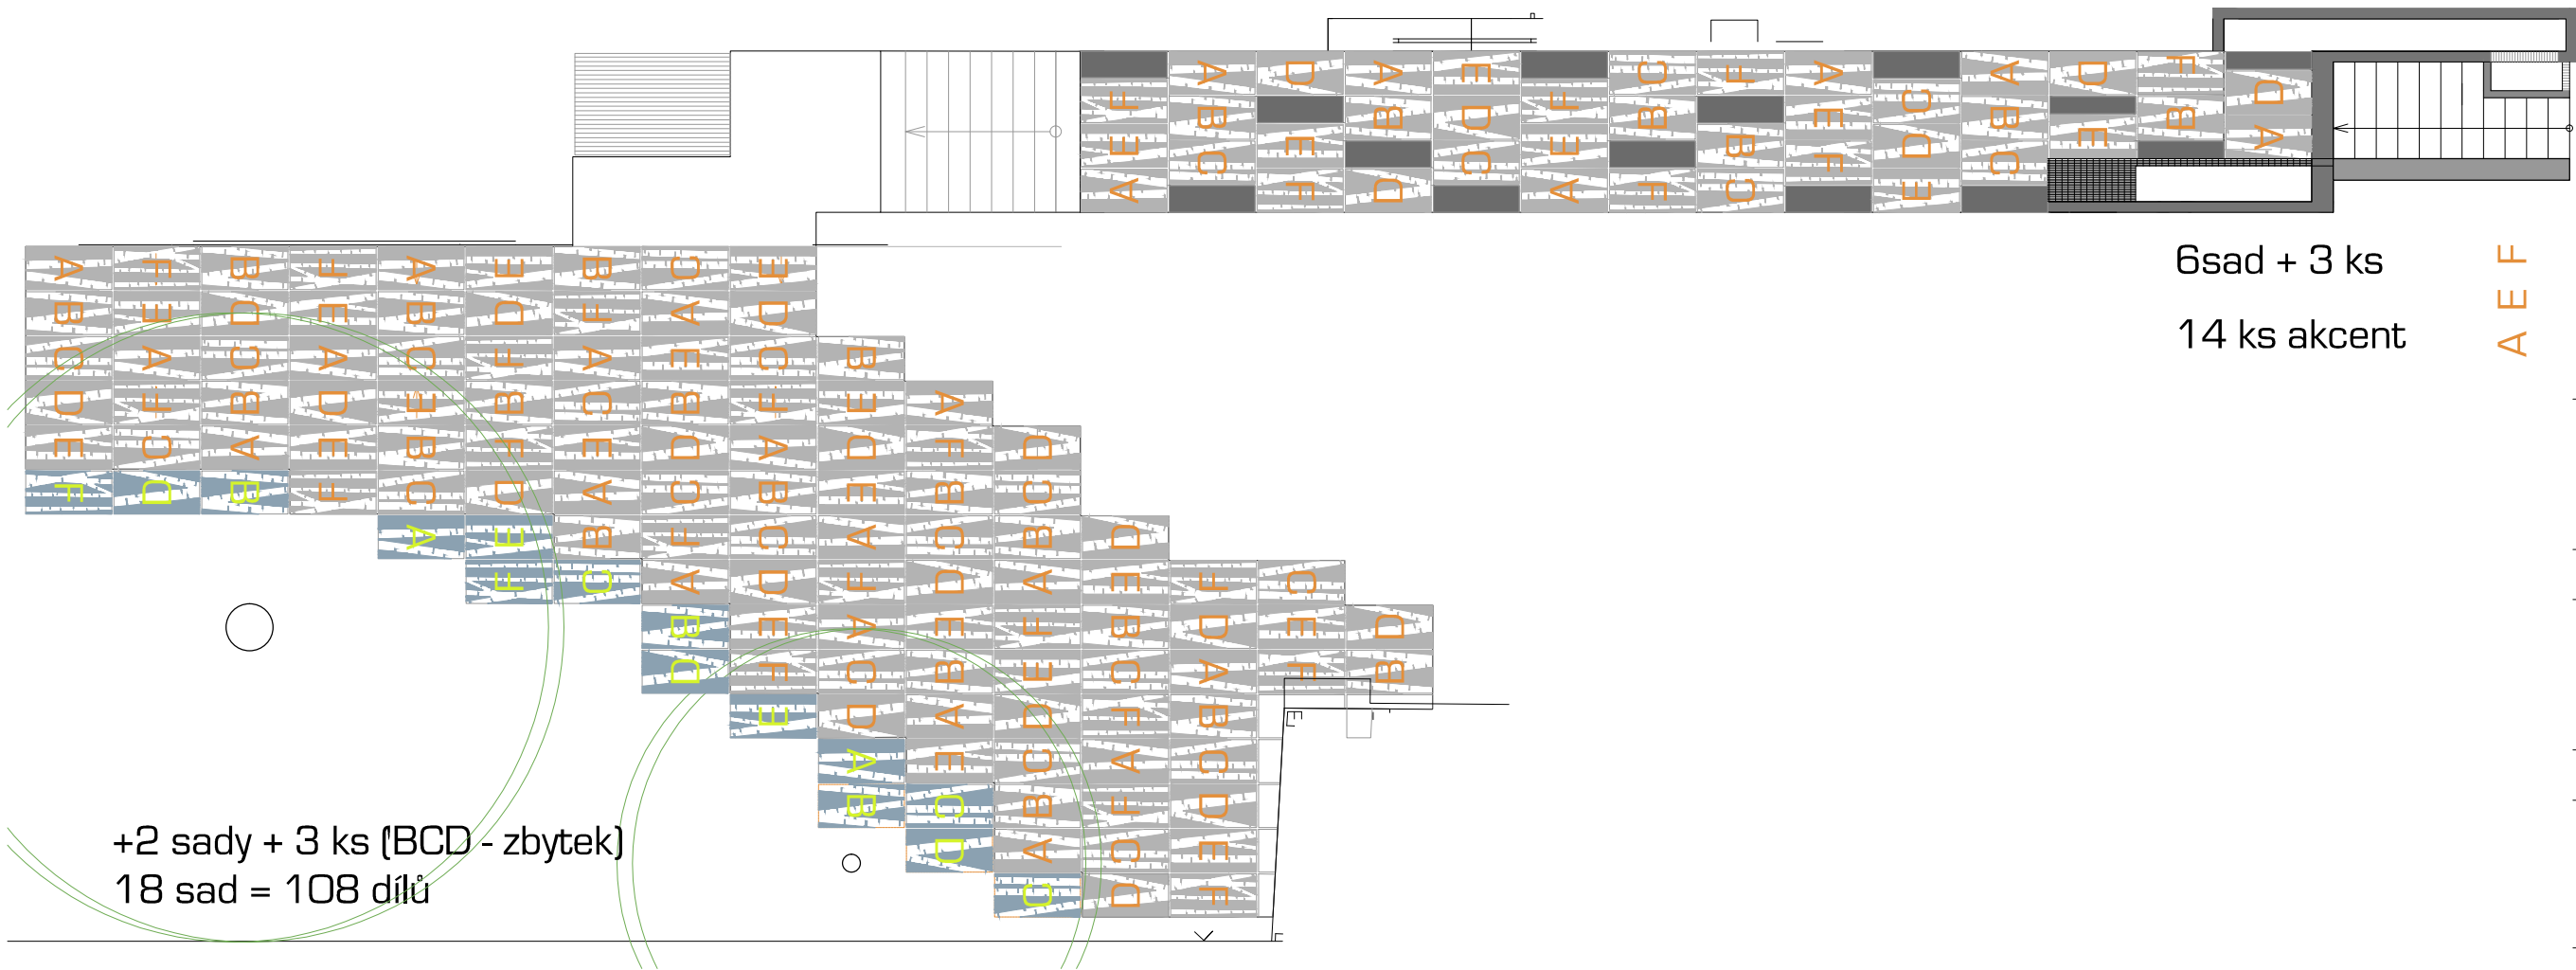 A D A E C F A A D F
F B B D F B E C B B D
E C E C E B F D C E A
A F D A F C E
6sad + 3 ks
14 ks akcent
A E F
A F B F A E B C E
B E D E B D F A D
C A C A C F A E C B
D F B D E B C B F E A
E C A E B F E D A D F D
F D B F C D A C B E B C
A E B F C A C B D
F C A D F D A E F C
B E A E F B D E D
D F C B E C A F B
E D A D F B
A E C A C
B C B F D
D A C E
C D F
+2 sady + 3 ks (BCD - zbytek)
18 sad = 108 dílů